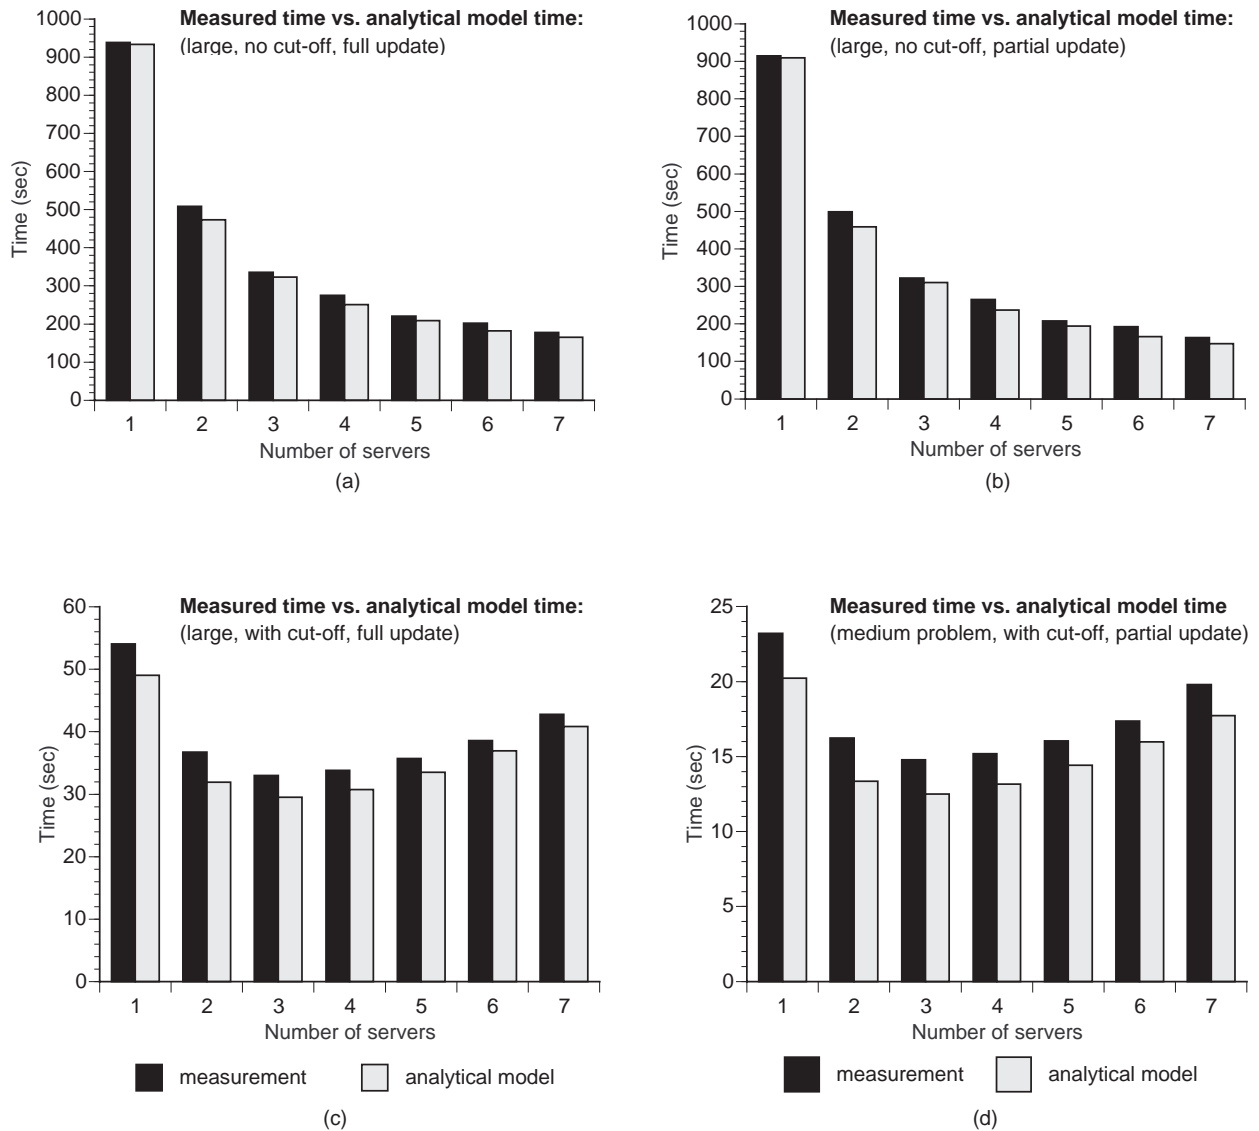 Measured time vs. analytical model time:
(large, no cut-off, full update)
1000
900
800
700
600
500
400
300
200
100
0
Time (sec)
1 2 3 4 5 6 7
Number of servers
(a)
Measured time vs. analytical model time:
(large, no cut-off, partial update)
1000
900
800
700
600
500
400
300
200
100
0
Time (sec)
1 2 3 4 5 6 7
Number of servers
(b)
Measured time vs. analytical model time:
(large, with cut-off, full update)
60
50
40
30
20
10
0
Time (sec)
1 2 3 4 5 6 7
Number of servers
measurement analytical model
(c)
Measured time vs. analytical model time
(medium problem, with cut-off, partial update)
25
20
15
10
5
0
Time (sec)
1 2 3 4 5 6 7
Number of servers
measurement analytical model
(d)